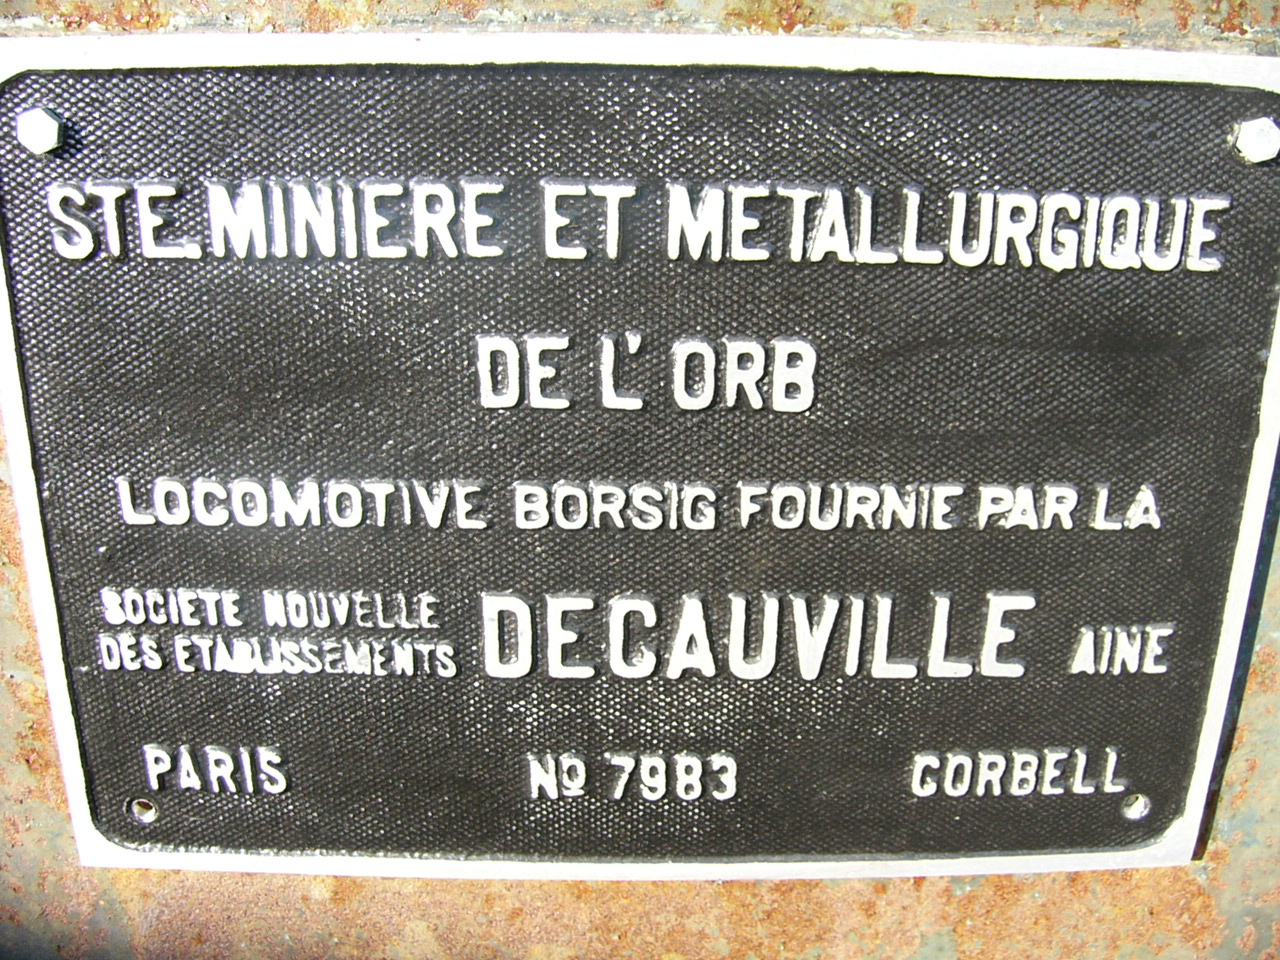 STE.MINIERE ET METALLURGIQUE
DE L'ORB
LOCOMOTIVE BORSIG FOURNIE PAR LA
SOCIETE NOUVELLE
DES ETABLISSEMENTS DECAUVILLE AINE
PARIS Nº 7983 CORBELL